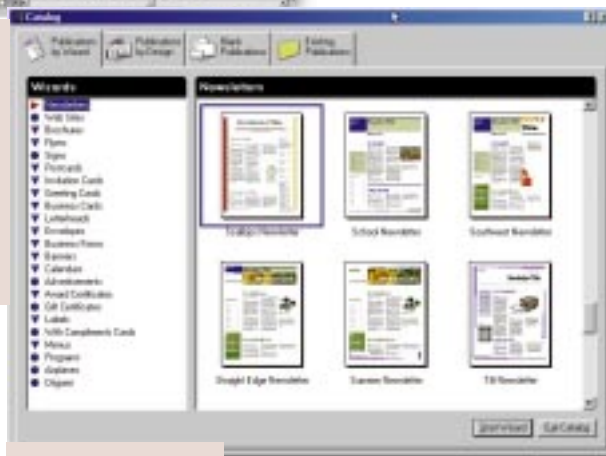 Catalog
Publications by Wizard
Publications by Design
Blank Publications
Existing Publications
Wizards
Newsletters
Newsletters
Web Sites
Brochures
Flyers
Signs
Postcards
Invitation Cards
Greeting Cards
Business Cards
Letterheads
Envelopes
Business Forms
Banners
Calendars
Advertisements
Award Certificates
Gift Certificates
Labels
With Compliments Cards
Menus
Programs
Airplanes
Origami
Scallops Newsletter
School Newsletter
Southwest Newsletter
Straight Edge Newsletter
Summer Newsletter
Tilt Newsletter
Start Wizard
Exit Catalog